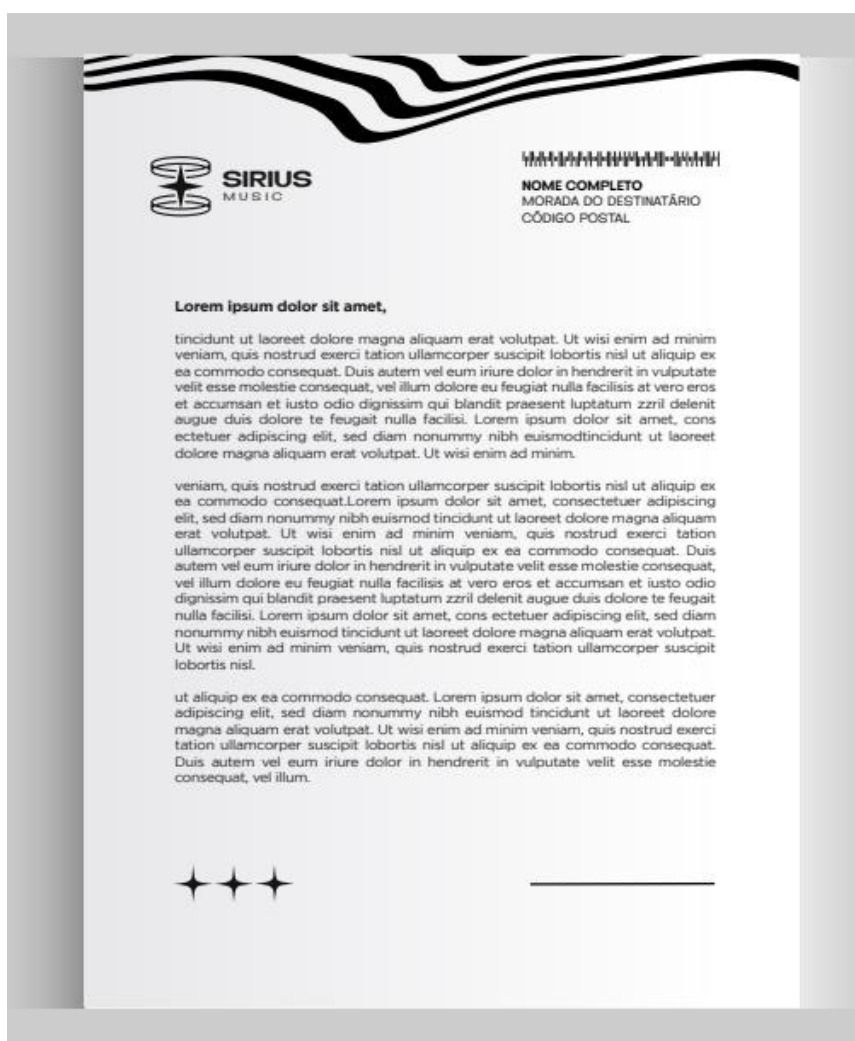 SIRIUS
MUSIC
NOME COMPLETO
MORADA DO DESTINATÁRIO
CÓDIGO POSTAL
Lorem ipsum dolor sit amet,
tincidunt ut laoreet dolore magna aliquam erat volutpat. Ut wisi enim ad minim
veniam, quis nostrud exerci tation ullamcorper suscipit lobortis nisl ut aliquip ex
ea commodo consequat. Duis autem vel eum iriure dolor in hendrerit in vulputate
velit esse molestie consequat, vel illum dolore eu feugiat nulla facilisis at vero eros
et accumsan et iusto odio dignissim qui blandit praesent luptatum zzril delenit
augue duis dolore te feugait nulla facilisi. Lorem ipsum dolor sit amet, cons
ectetuer adipiscing elit, sed diam nonummy nibh euismodtincidunt ut laoreet
dolore magna aliquam erat volutpat. Ut wisi enim ad minim.
veniam, quis nostrud exerci tation ullamcorper suscipit lobortis nisl ut aliquip ex
ea commodo consequat.Lorem ipsum dolor sit amet, consectetuer adipiscing
elit, sed diam nonummy nibh euismod tincidunt ut laoreet dolore magna aliquam
erat volutpat. Ut wisi enim ad minim veniam, quis nostrud exerci tation
ullamcorper suscipit lobortis nisl ut aliquip ex ea commodo consequat. Duis
autem vel eum iriure dolor in hendrerit in vulputate velit esse molestie consequat,
vel illum dolore eu feugiat nulla facilisis at vero eros et accumsan et iusto odio
dignissim qui blandit praesent luptatum zzril delenit augue duis dolore te feugait
nulla facilisi. Lorem ipsum dolor sit amet, cons ectetuer adipiscing elit, sed diam
nonummy nibh euismod tincidunt ut laoreet dolore magna aliquam erat volutpat.
Ut wisi enim ad minim veniam, quis nostrud exerci tation ullamcorper suscipit
lobortis nisl.
ut aliquip ex ea commodo consequat. Lorem ipsum dolor sit amet, consectetuer
adipiscing elit, sed diam nonummy nibh euismod tincidunt ut laoreet dolore
magna aliquam erat volutpat. Ut wisi enim ad minim veniam, quis nostrud exerci
tation ullamcorper suscipit lobortis nisl ut aliquip ex ea commodo consequat.
Duis autem vel eum iriure dolor in hendrerit in vulputate velit esse molestie
consequat, vel illum.